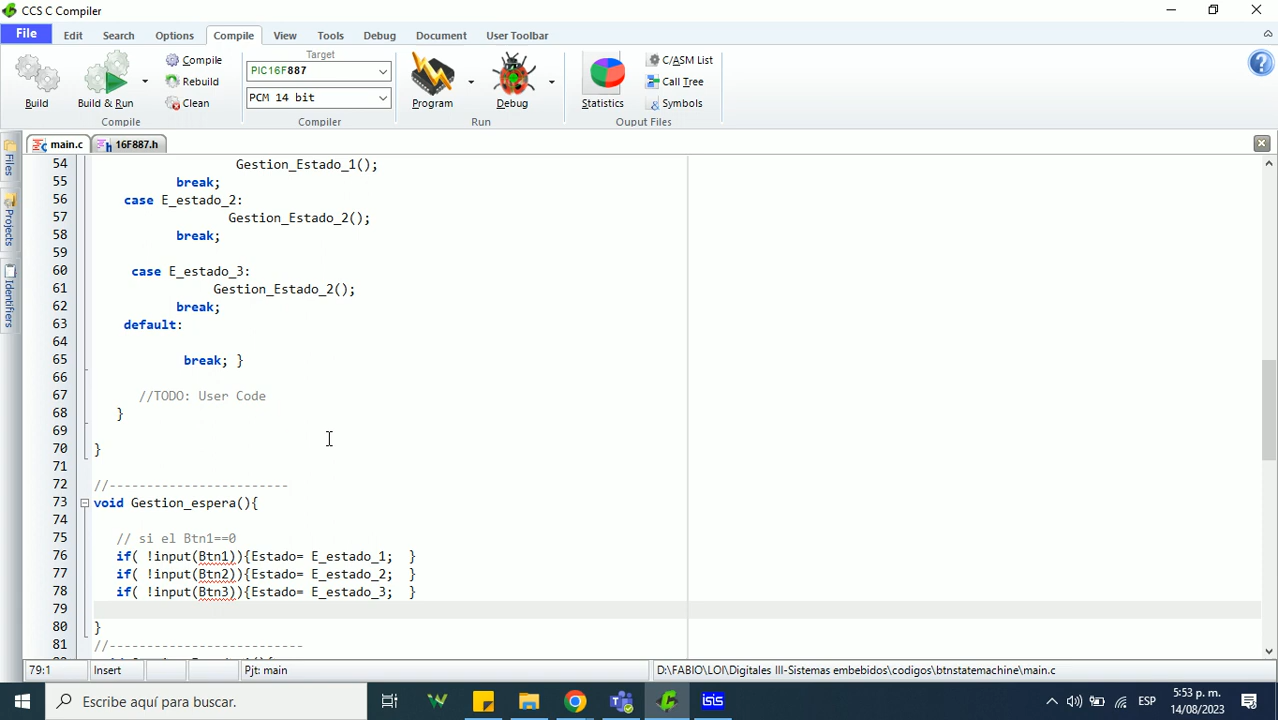 CCS C Compiler
File Edit Search Options Compile View Tools Debug Document User Toolbar
Target
Compile
PIC16F887
C/ASM List
Rebuild
Call Tree
Clean
PCM 14 bit
Symbols
Build
Build & Run
Program
Debug
Statistics
Compile
Compiler
Run
Ouput Files
main.c
16F887.h
Files
Projects
Identifiers
54 Gestion_Estado_1();
55 break;
56 case E_estado_2:
57 Gestion_Estado_2();
58 break;
59
60 case E_estado_3:
61 Gestion_Estado_2();
62 break;
63 default:
64
65 break; }
66
67 //TODO: User Code
68 }
69
70 }
71
72 //------------------------
73 void Gestion_espera(){
74
75 // si el Btn1==0
76 if( !input(Btn1)){Estado= E_estado_1; }
77 if( !input(Btn2)){Estado= E_estado_2; }
78 if( !input(Btn3)){Estado= E_estado_3; }
79
80 }
81 //--------------------------
79:1 Insert Pjt: main D:\FABIO\LOI\Digitales III-Sistemas embebidos\codigos\btnstatemachine\main.c
Escribe aquí para buscar.
isis
ESP
5:53 p. m.
14/08/2023